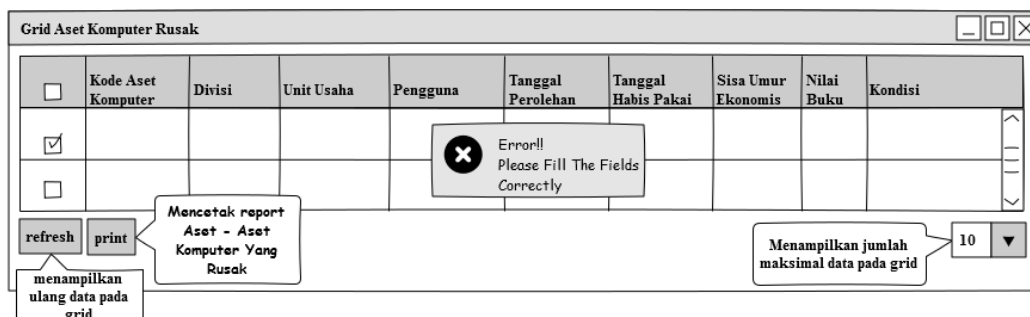 Grid Aset Komputer Rusak
Kode Aset
Komputer
Divisi
Unit Usaha
Pengguna
Tanggal
Perolehan
Tanggal
Habis Pakai
Sisa Umur
Ekonomis
Nilai
Buku
Kondisi
Error!!
Please Fill The Fields
Correctly
refresh
print
Mencetak report
Aset - Aset
Komputer Yang
Rusak
Menampilkan jumlah
maksimal data pada grid
10
menampilkan
ulang data pada
grid